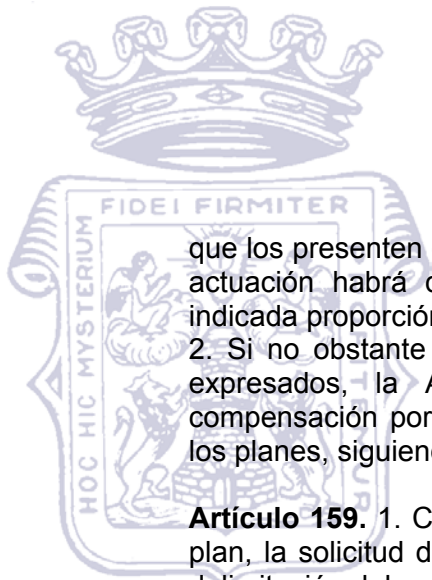 FIDEI FIRMITER
HOC HIC MYSTERIUM
que los presenten
actuación habrá
indicada proporción
2. Si no obstante
expresados, la
compensación por
los planes, siguien
Artículo 159. 1. C
plan, la solicitud d